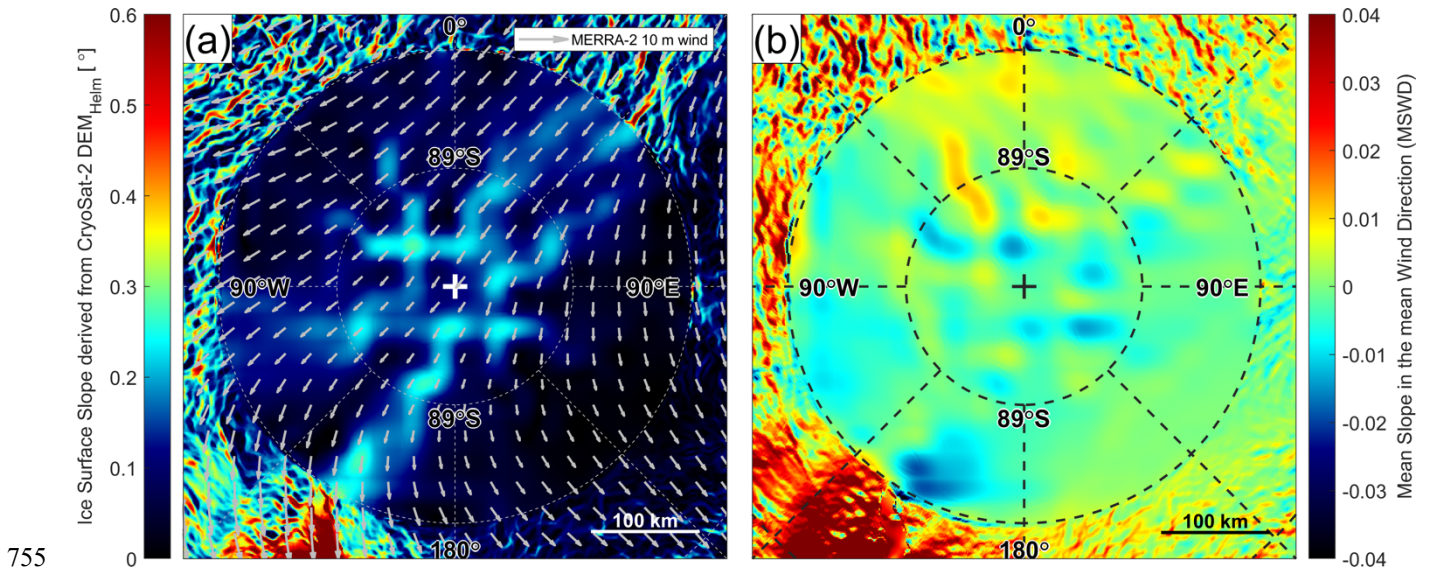 Ice Surface Slope derived from CryoSat-2 DEM_Helm [ °]
0.6
0.5
0.4
0.3
0.2
0.1
0
(a)
0°
MERRA-2 10 m wind
89°S
90°W
90°E
89°S
180°
100 km
(b)
0°
89°S
90°W
90°E
89°S
180°
100 km
0.04
0.03
0.02
0.01
0
-0.01
-0.02
-0.03
-0.04
Mean Slope in the mean Wind Direction (MSWD)
755